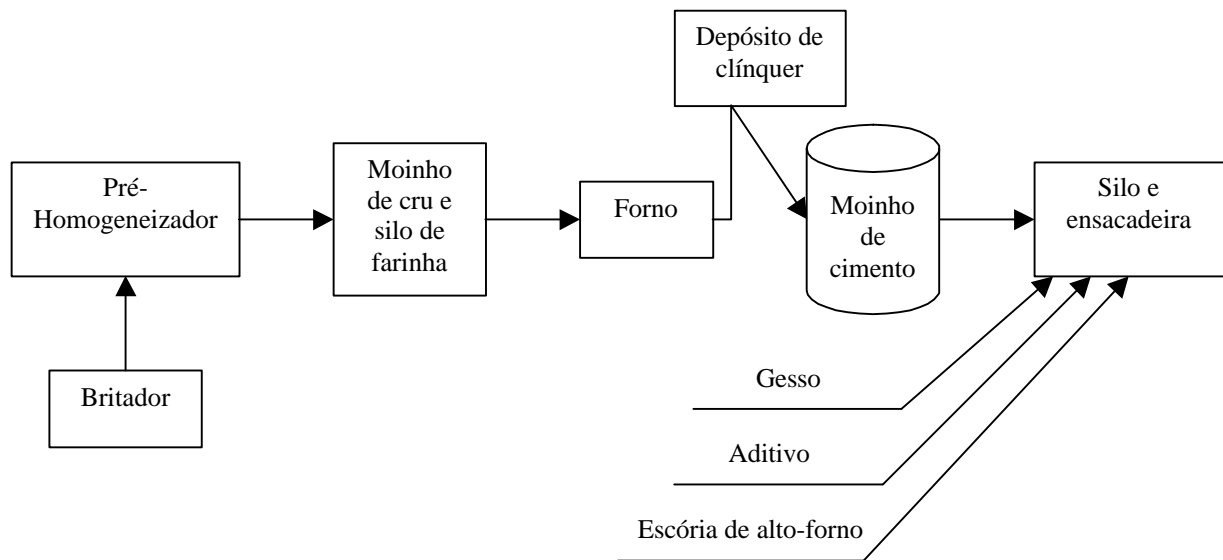 Depósito de
clínquer
Pré-
Homogeneizador
Moinho
de cru e
silo de
farinha
Forno
Moinho
de
cimento
Silo e
ensacadeira
Britador
Gesso
Aditivo
Escória de alto-forno